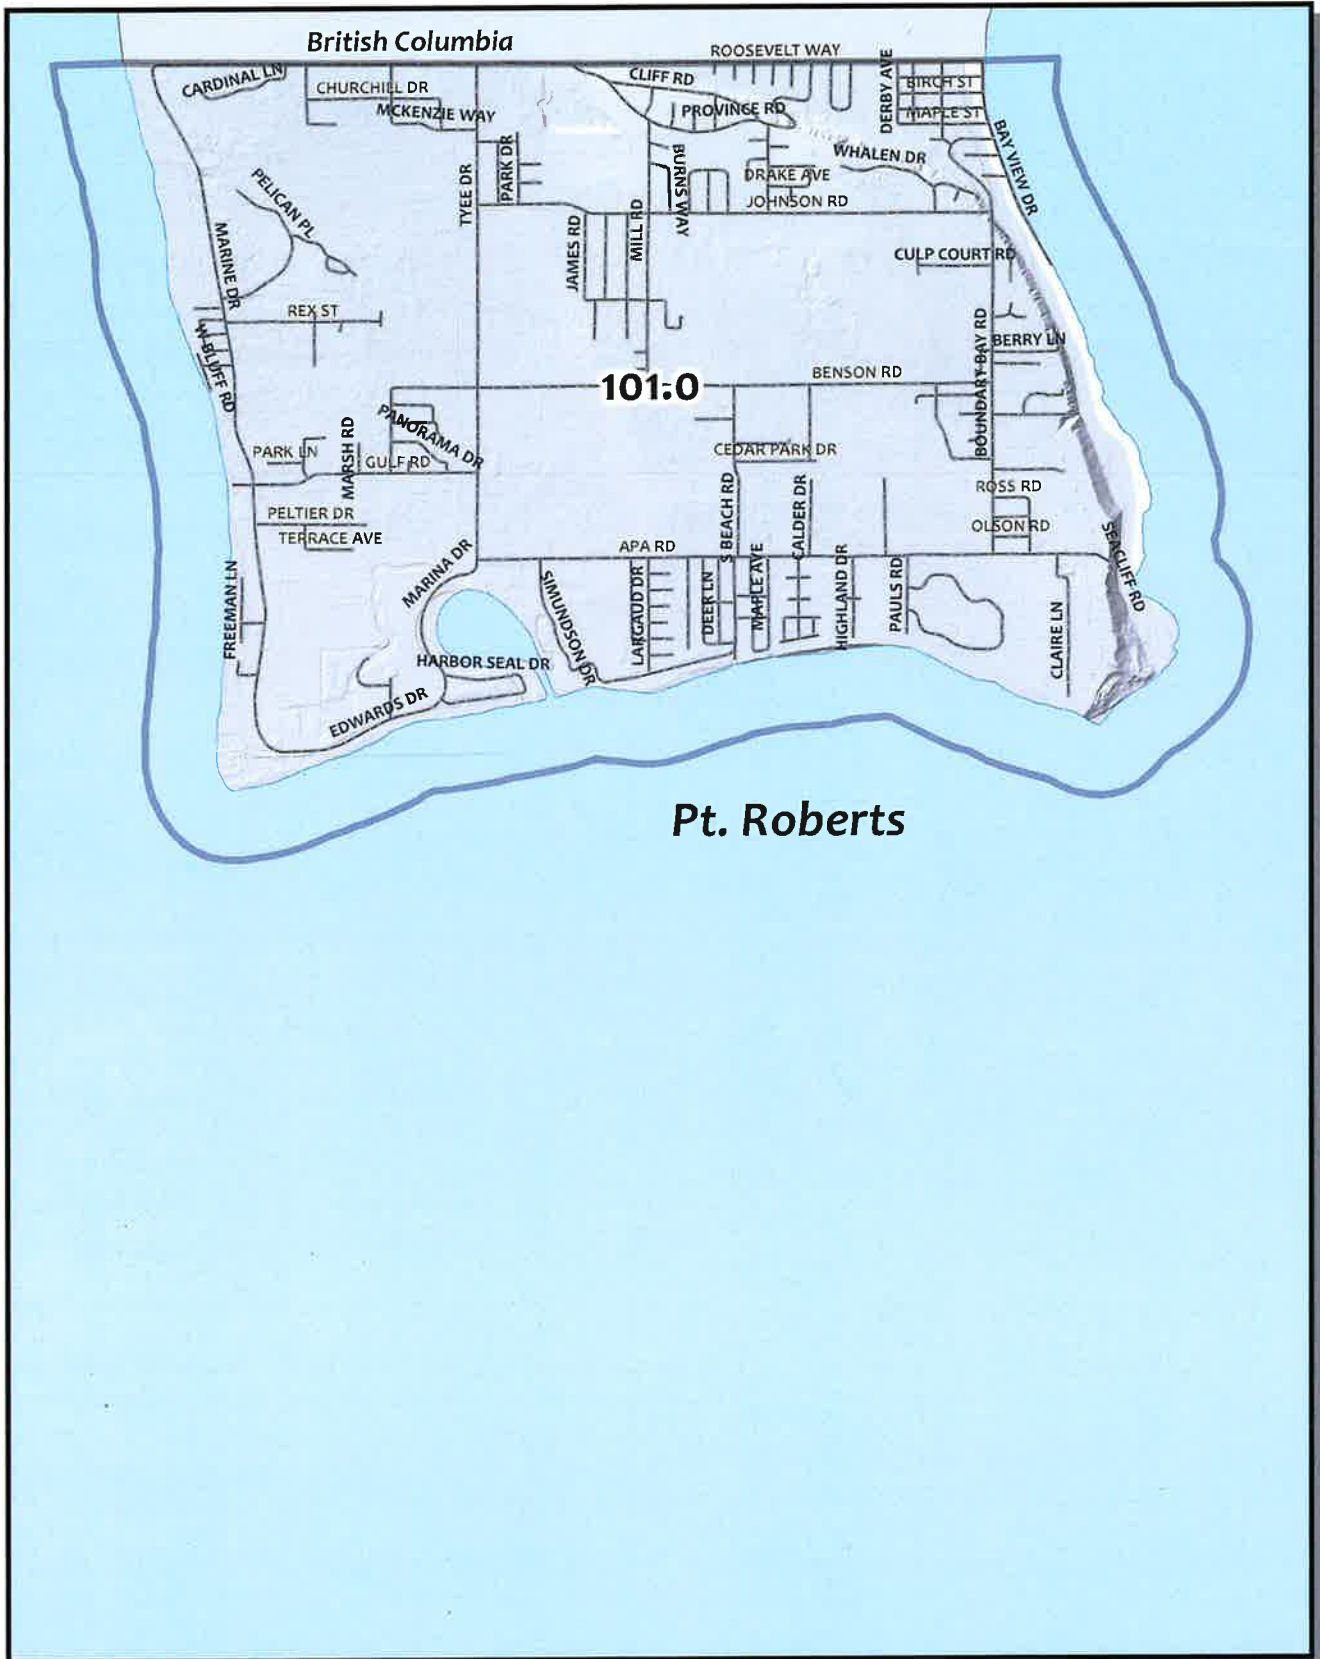 British Columbia
ROOSEVELT WAY
CARDINAL LN
CLIFF RD
DERBY AVE
BIRCH ST
CHURCHILL DR
MCKENZIE WAY
PROVINCE RD
MAPLE ST
BAY VIEW DR
WHALEN DR
PARK DR
BURNS WAY
DRAKE AVE
TYEE DR
PELICAN PL
JOHNSON RD
MILL RD
JAMES RD
MARINE DR
CULP COURT RD
REX ST
BERRY LN
W BLUFF RD
BOUNDARY BAY RD
BENSON RD
101.0
PANORAMA DR
PARK LN
MARSH RD
GULF RD
CEDAR PARK DR
ROSS RD
S BEACH RD
CALDER DR
PELTIER DR
OLSON RD
TERRACE AVE
APA RD
SEACLIFF RD
MARINA DR
FREEMAN LN
SIMUNDSON DR
LARGAUD DR
DEER LN
MAPLE AVE
HIGHLAND DR
PAULS RD
CLAIRE LN
HARBOR SEAL DR
EDWARDS DR
Pt. Roberts